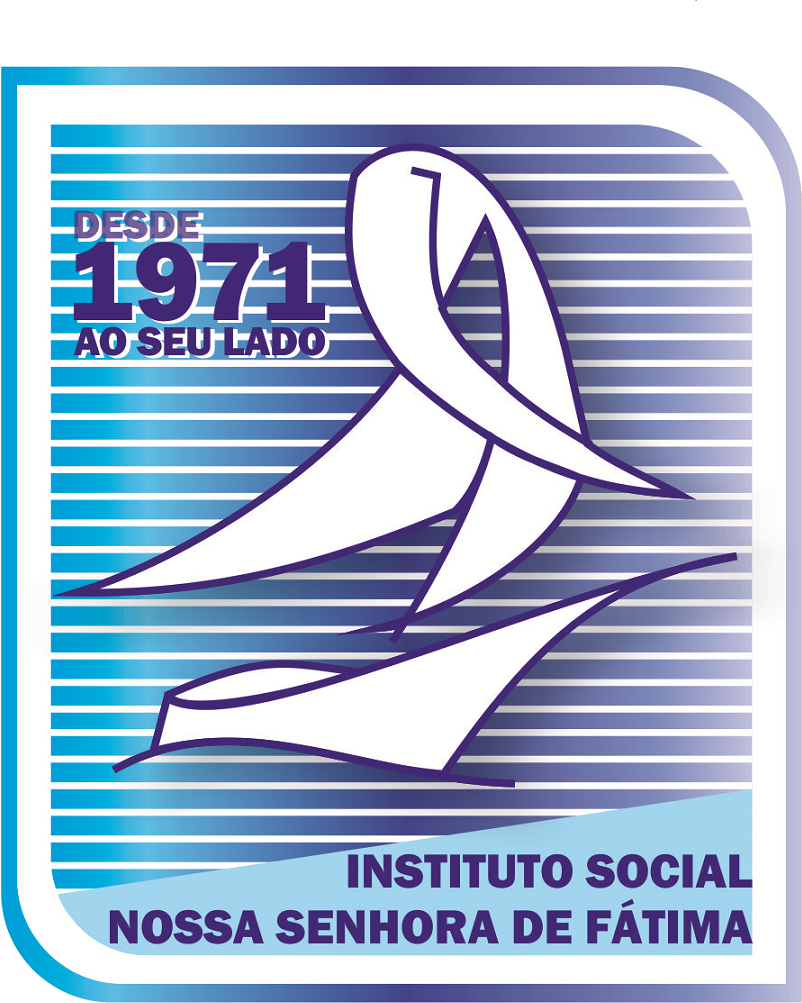 DESDE
1971
AO SEU LADO
INSTITUTO SOCIAL
NOSSA SENHORA DE FÁTIMA